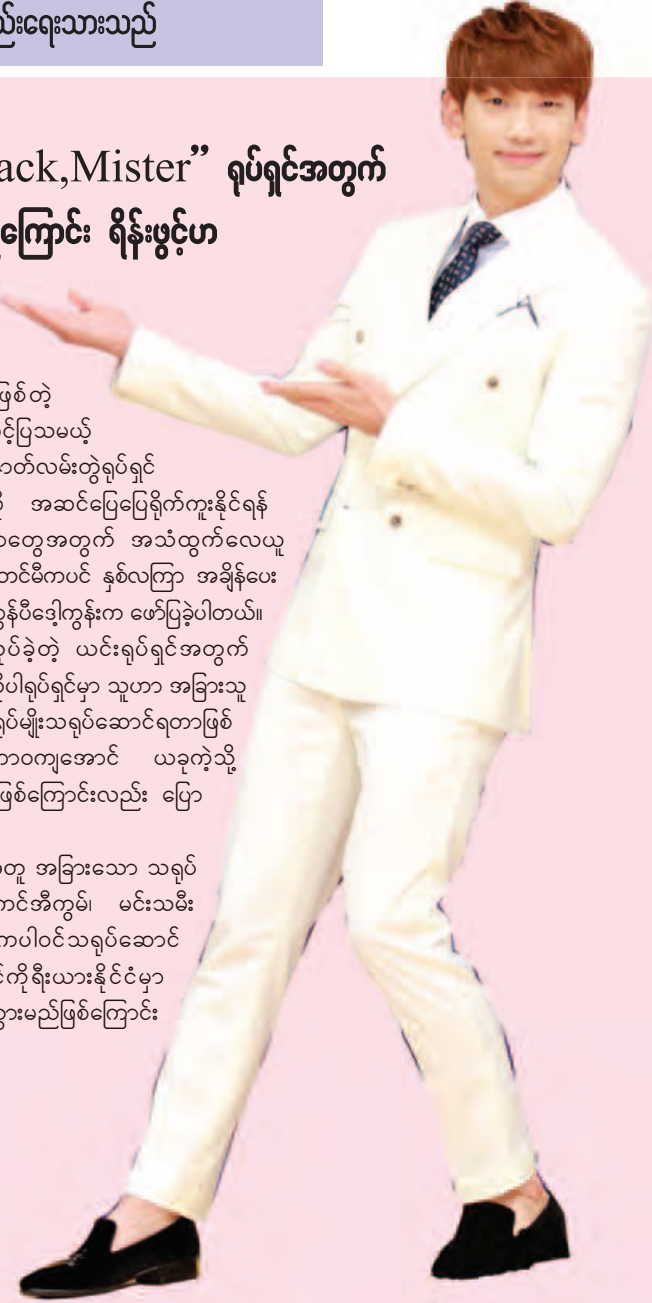 ည်းရေးသားသည်
ack,Mister” ရုပ်ရှင်အတွက်
ကြောင်း ရိန်းဖွင့်ဟ
ဖြစ်တဲ့
င့်ပြသမယ့်
ဇာတ်လမ်းတွဲရုပ်ရှင်
အဆင်ပြေပြေရိုက်ကူးနိုင်ရန်
ာတွေအတွက် အသံထွက်လေယူ
တင်မီကပင် နှစ်လကြာ အချိန်ပေး
ွန်ပီဒေါ့ကွန်းက ဖော်ပြခဲ့ပါတယ်။
ုပ်ခဲ့တဲ့ ယင်းရုပ်ရှင်အတွက်
ိုပါရုပ်ရှင်မှာ သူဟာ အခြားသူ
ရုပ်မျိုးသရုပ်ဆောင်ရတာဖြစ်
ာဝကျအောင် ယခုကဲ့သို့
ဖြစ်ကြောင်းလည်း ပြော
တူ အခြားသော သရုပ်
ကင်အီကွမ်၊ မင်းသမီး
ကပါဝင်သရုပ်ဆောင်
င်ကိုရီးယားနိုင်ငံမှာ
ွားမည်ဖြစ်ကြောင်း